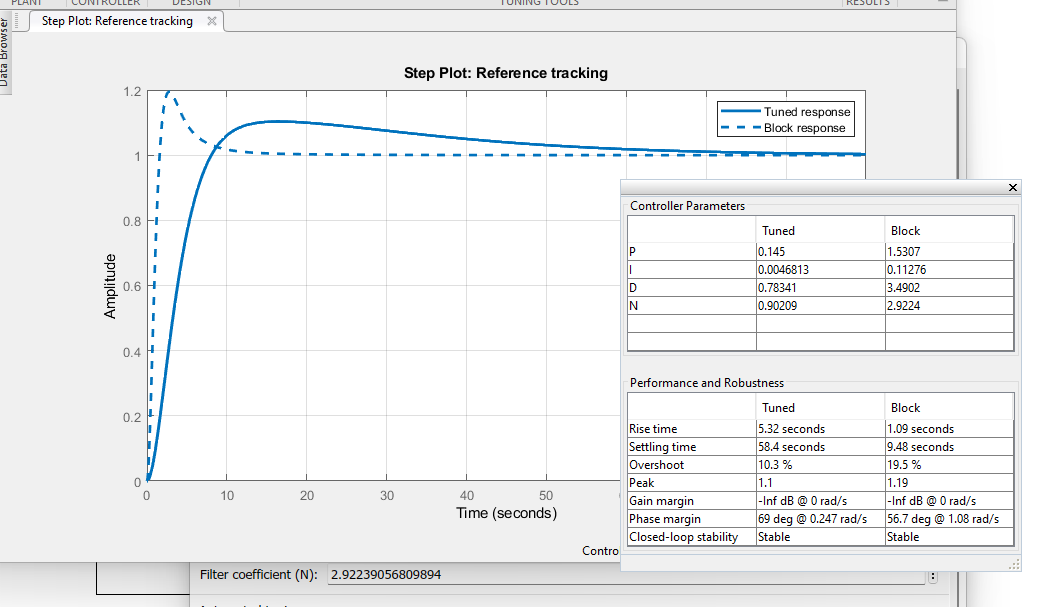 PLANT CONTROLLER DESIGN TUNING TOOLS RESULTS
Data Browser
Step Plot: Reference tracking
Step Plot: Reference tracking
Tuned response
Block response
1.2
1
0.8
0.6
0.4
0.2
0
Amplitude
0 10 20 30 40 50
Time (seconds)
Controller Parameters
Tuned Block
P 0.145 1.5307
I 0.0046813 0.11276
D 0.78341 3.4902
N 0.90209 2.9224
Performance and Robustness
Tuned Block
Rise time 5.32 seconds 1.09 seconds
Settling time 58.4 seconds 9.48 seconds
Overshoot 10.3 % 19.5 %
Peak 1.1 1.19
Gain margin -Inf dB @ 0 rad/s -Inf dB @ 0 rad/s
Phase margin 69 deg @ 0.247 rad/s 56.7 deg @ 1.08 rad/s
Closed-loop stability Stable Stable
Contro
Filter coefficient (N): 2.92239056809894